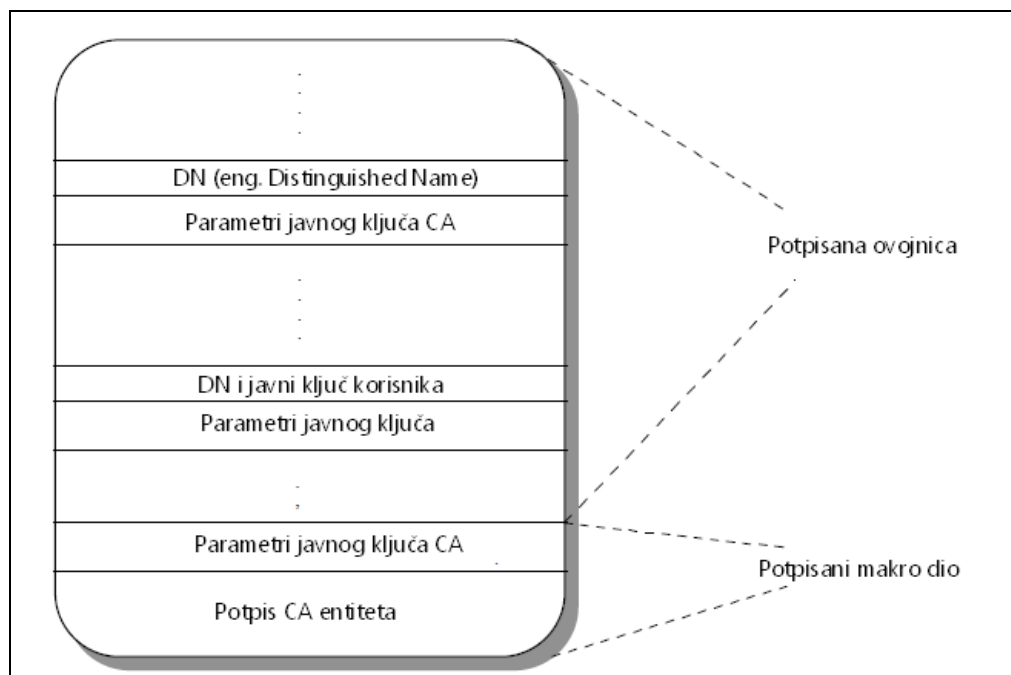 DN (eng. Distinguished Name)
Parametri javnog ključa CA
Potpisana ovojnica
DN i javni ključ korisnika
Parametri javnog ključa
Parametri javnog ključa CA
Potpisani makro dio
Potpis CA entiteta